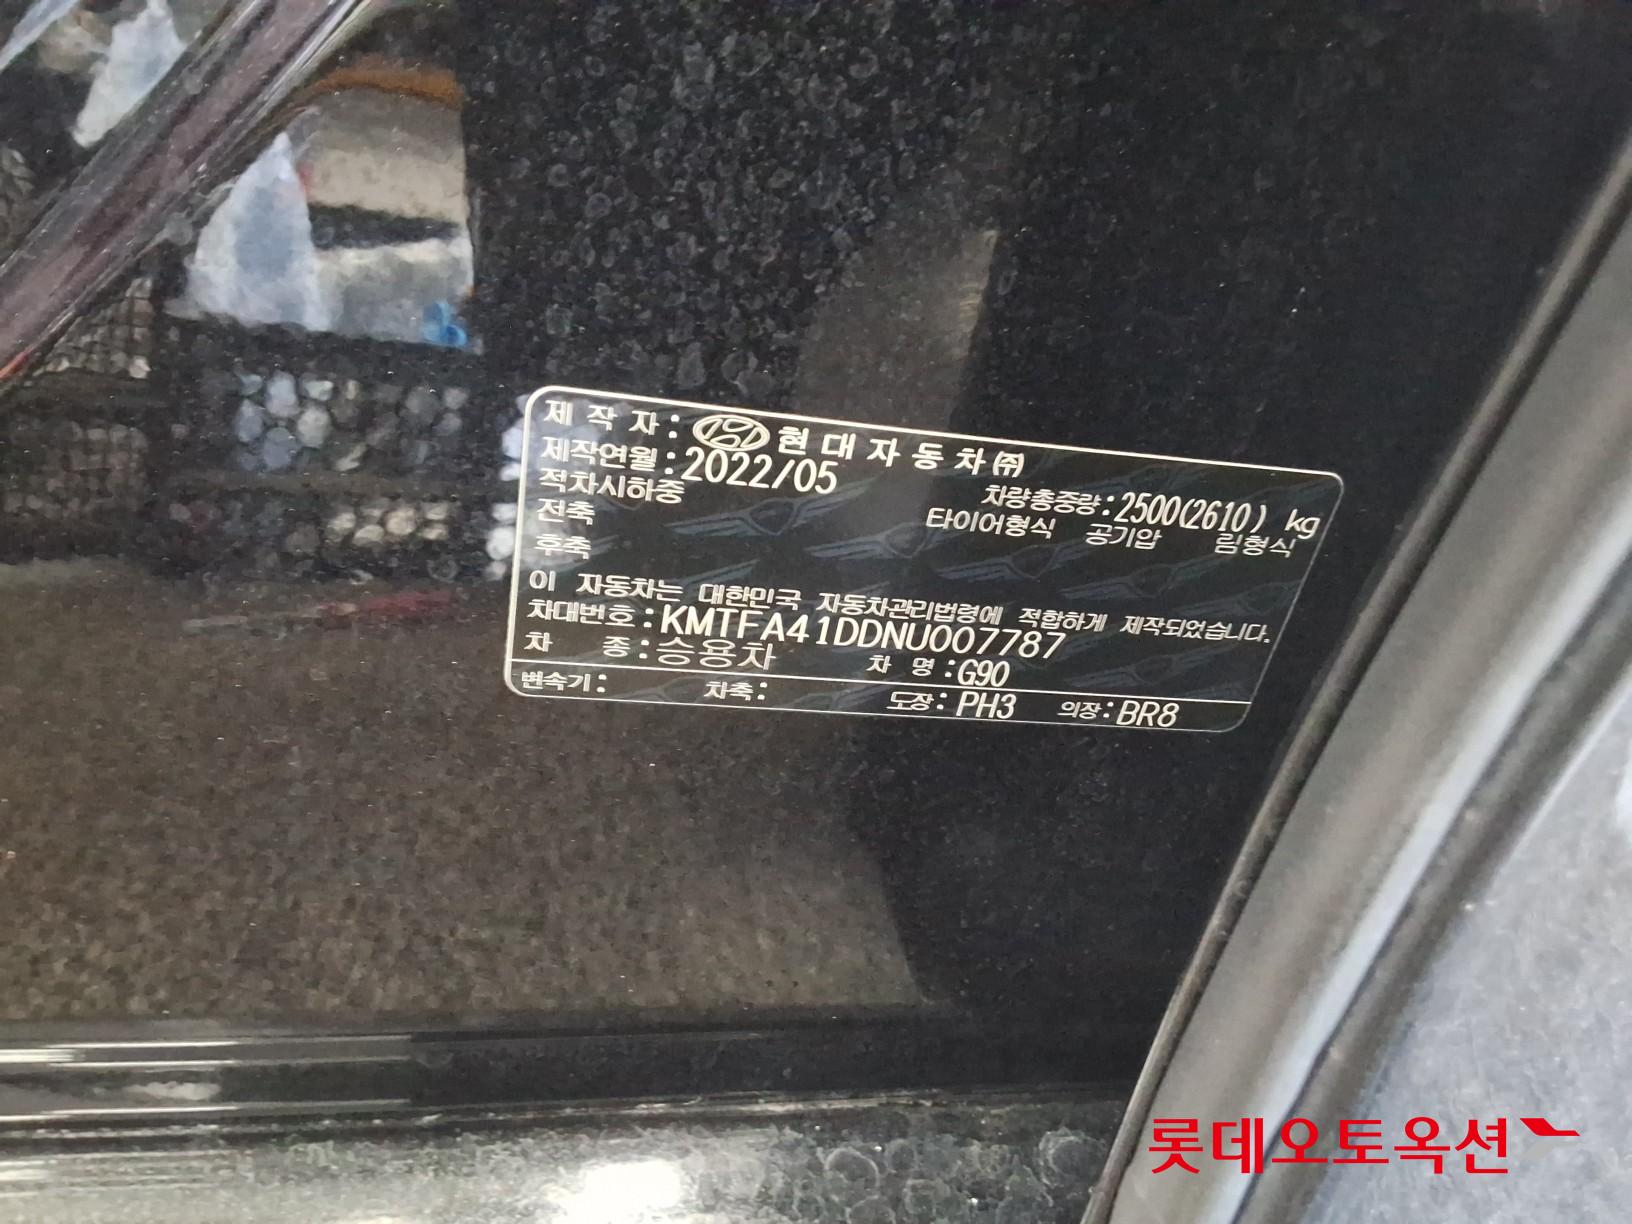 제 작 자 : 현 대 자 동 차 ㈜
제작연월 : 2022/05
적차시하중 차량총중량 : 2500(2610) kg
전축 타이어형식 공기압 림형식
후축
이 자동차는 대한민국 자동차관리법령에 적합하게 제작되었습니다.
차대번호 : KMTFA41DDNU007787
차 종 : 승용차 차 명 : G90
변속기 : 차축 : 도장 : PH3 의장 : BR8
롯데오토옥션